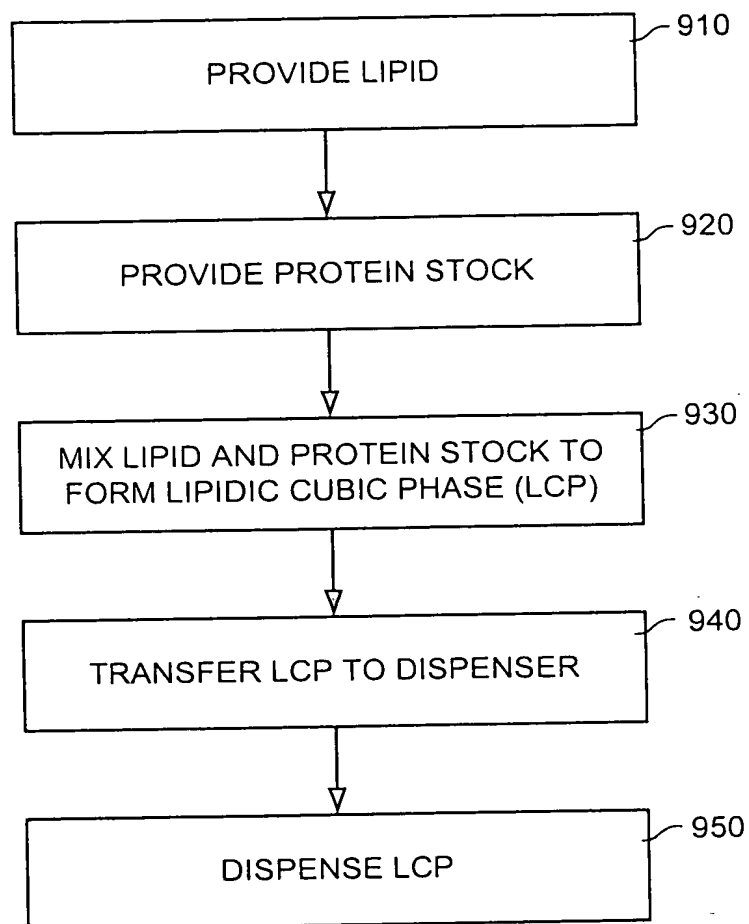 910
PROVIDE LIPID
920
PROVIDE PROTEIN STOCK
930
MIX LIPID AND PROTEIN STOCK TO
FORM LIPIDIC CUBIC PHASE (LCP)
940
TRANSFER LCP TO DISPENSER
950
DISPENSE LCP